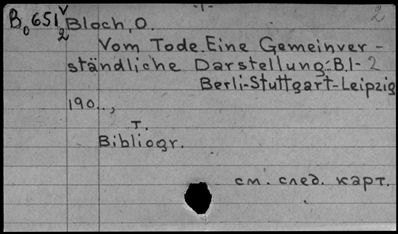 -1- 2
B₀651 V/2 Bloch, O.
Vom Tode. Eine Gemeinver-
ständliche Darstellung. B.1-2
Berli-Stuttgart-Leipzig
190..,
т.
Bibliogr.
см. след. карт.